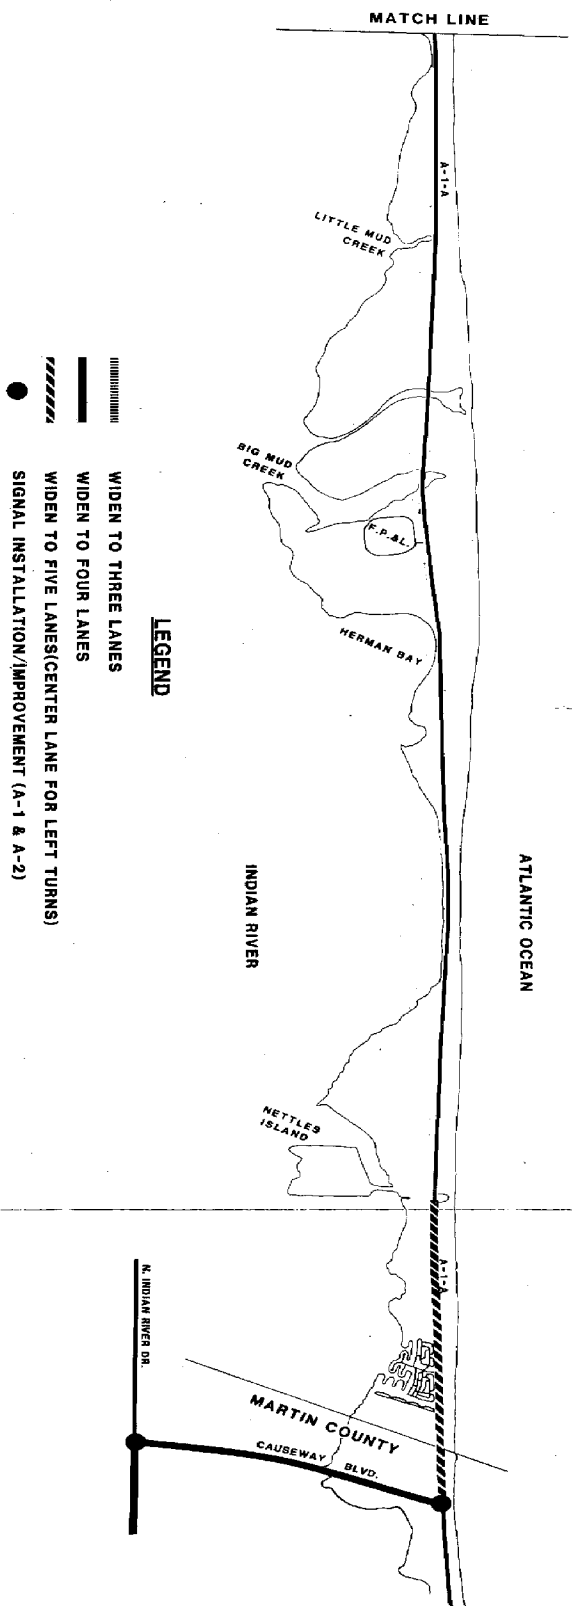 MATCH LINE
A-1-A
LITTLE MUD
CREEK
BIG MUD
CREEK
F.P.&L.
HERMAN BAY
LEGEND
WIDEN TO THREE LANES
WIDEN TO FOUR LANES
WIDEN TO FIVE LANES(CENTER LANE FOR LEFT TURNS)
SIGNAL INSTALLATION/IMPROVEMENT (A-1 & A-2)
ATLANTIC OCEAN
INDIAN RIVER
NETTLES
ISLAND
A-1-A
N. INDIAN RIVER DR.
MARTIN COUNTY
CAUSEWAY BLVD.